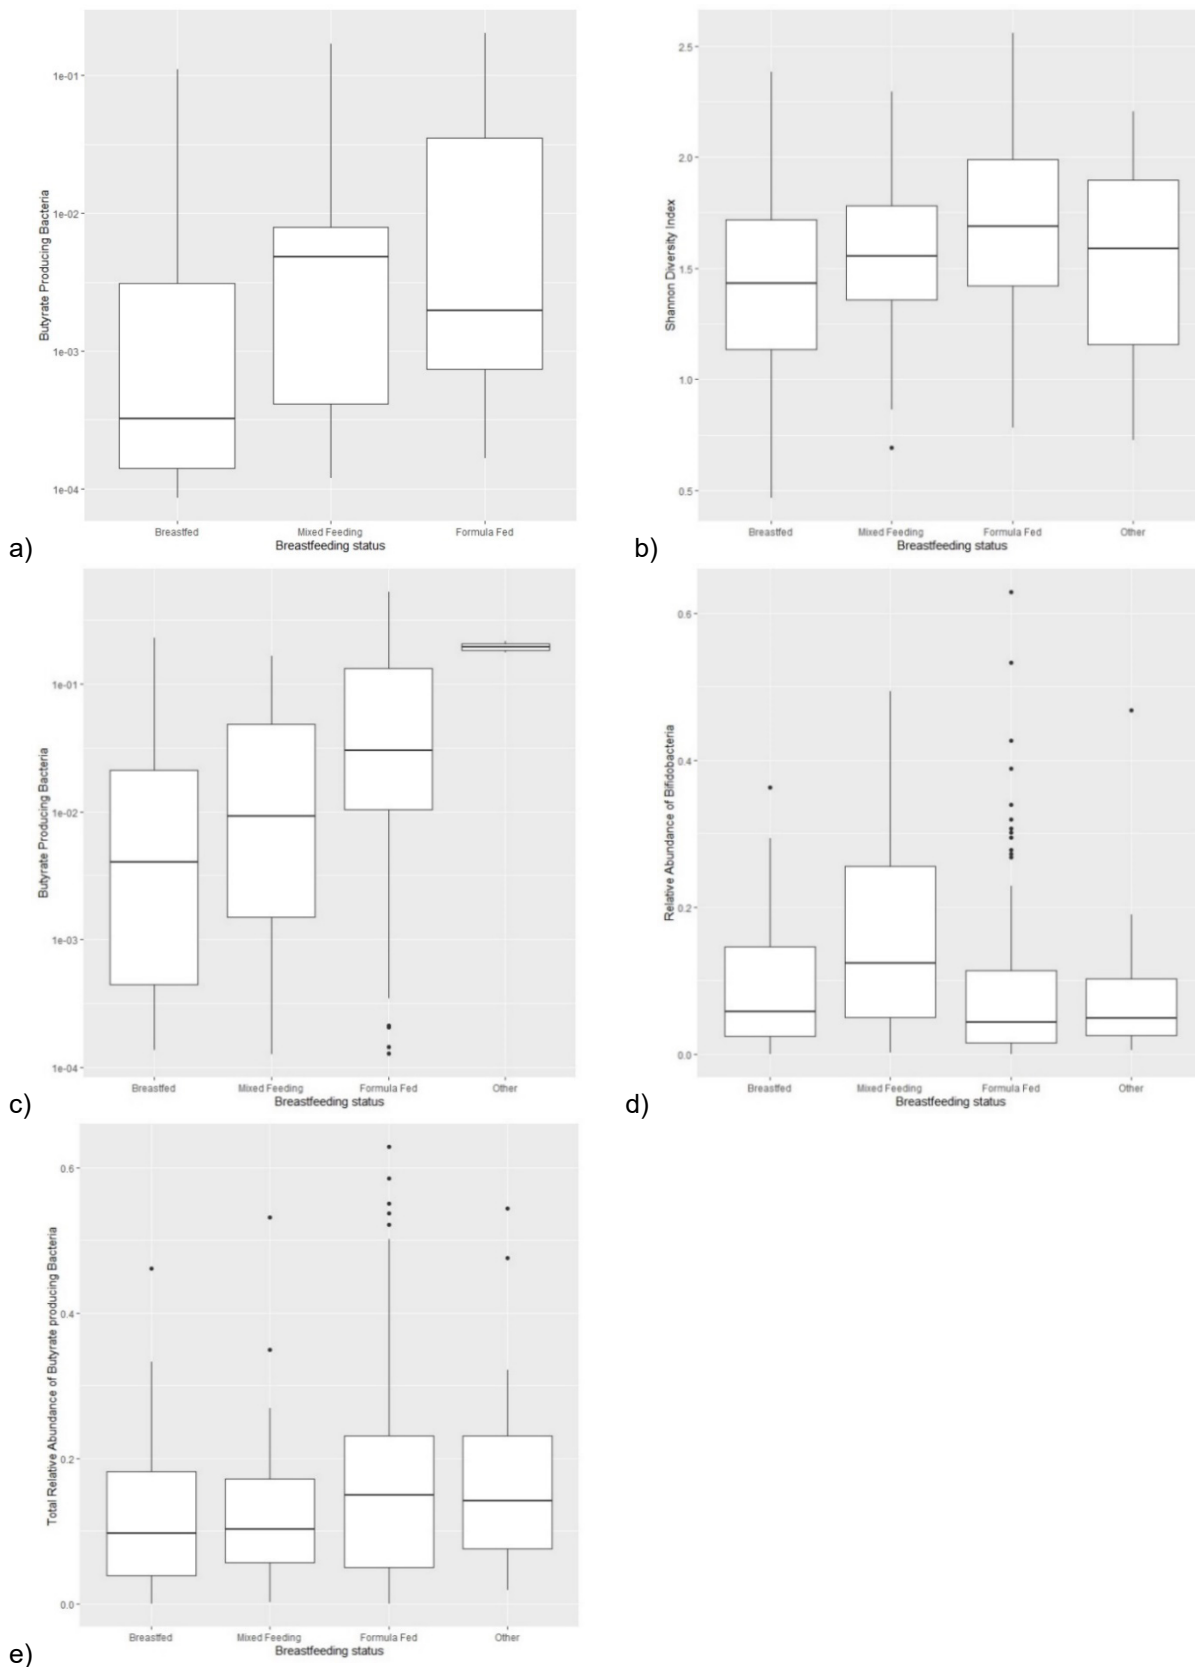 Butyrate Producing Bacteria
1e-01
1e-02
1e-03
1e-04
Breastfed Mixed Feeding Formula Fed
Breastfeeding status
a)
Shannon Diversity Index
2.5
2.0
1.5
1.0
0.5
Breastfed Mixed Feeding Formula Fed Other
Breastfeeding status
b)
Butyrate Producing Bacteria
1e-01
1e-02
1e-03
1e-04
Breastfed Mixed Feeding Formula Fed Other
Breastfeeding status
c)
Relative Abundance of Bifidobacteria
0.6
0.4
0.2
0.0
Breastfed Mixed Feeding Formula Fed Other
Breastfeeding status
d)
Total Relative Abundance of Butyrate producing Bacteria
0.6
0.4
0.2
0.0
Breastfed Mixed Feeding Formula Fed Other
Breastfeeding status
e)